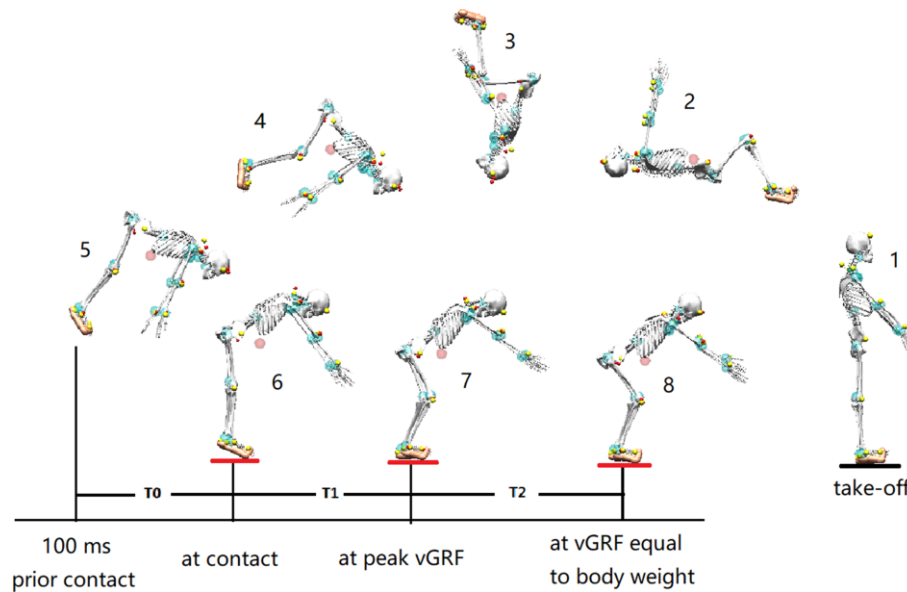 3
4
2
5
1
6
7
8
take-off
T0
T1
T2
100 ms
prior contact
at contact
at peak vGRF
at vGRF equal
to body weight